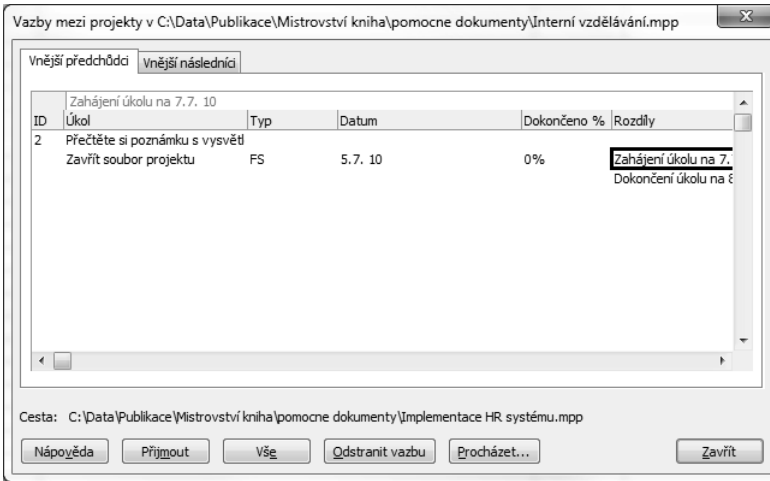 Vazby mezi projekty v C:\Data\Publikace\Mistrovství kniha\pomocne dokumenty\Interní vzdělávání.mpp
Vnější předchůdci Vnější následníci
Zahájení úkolu na 7.7. 10
ID Úkol Typ Datum Dokončeno % Rozdíly
2 Přečtěte si poznámku s vysvětl
Zavřít soubor projektu FS 5.7. 10 0% Zahájení úkolu na 7.
Dokončení úkolu na 8
Cesta: C:\Data\Publikace\Mistrovství kniha\pomocne dokumenty\Implementace HR systému.mpp
Nápověda Přijmout Vše Odstranit vazbu Procházet... Zavřít